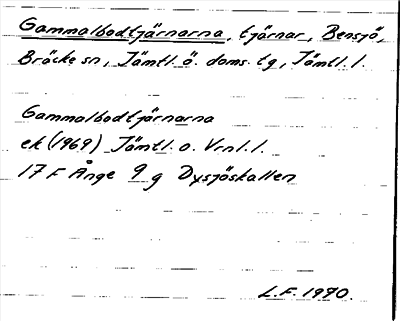 Gammalbodtjärnarna, tjärnar, Bensjö,
Bräcke sn, Jämtl. ö. doms. tg, Jämtl. l.
Gammalbodtjärnarna
ek (1969) Jämtl. o. Vrnl. l.
17 F Ånge 9 g Dysjöskallen
L.F. 1990.